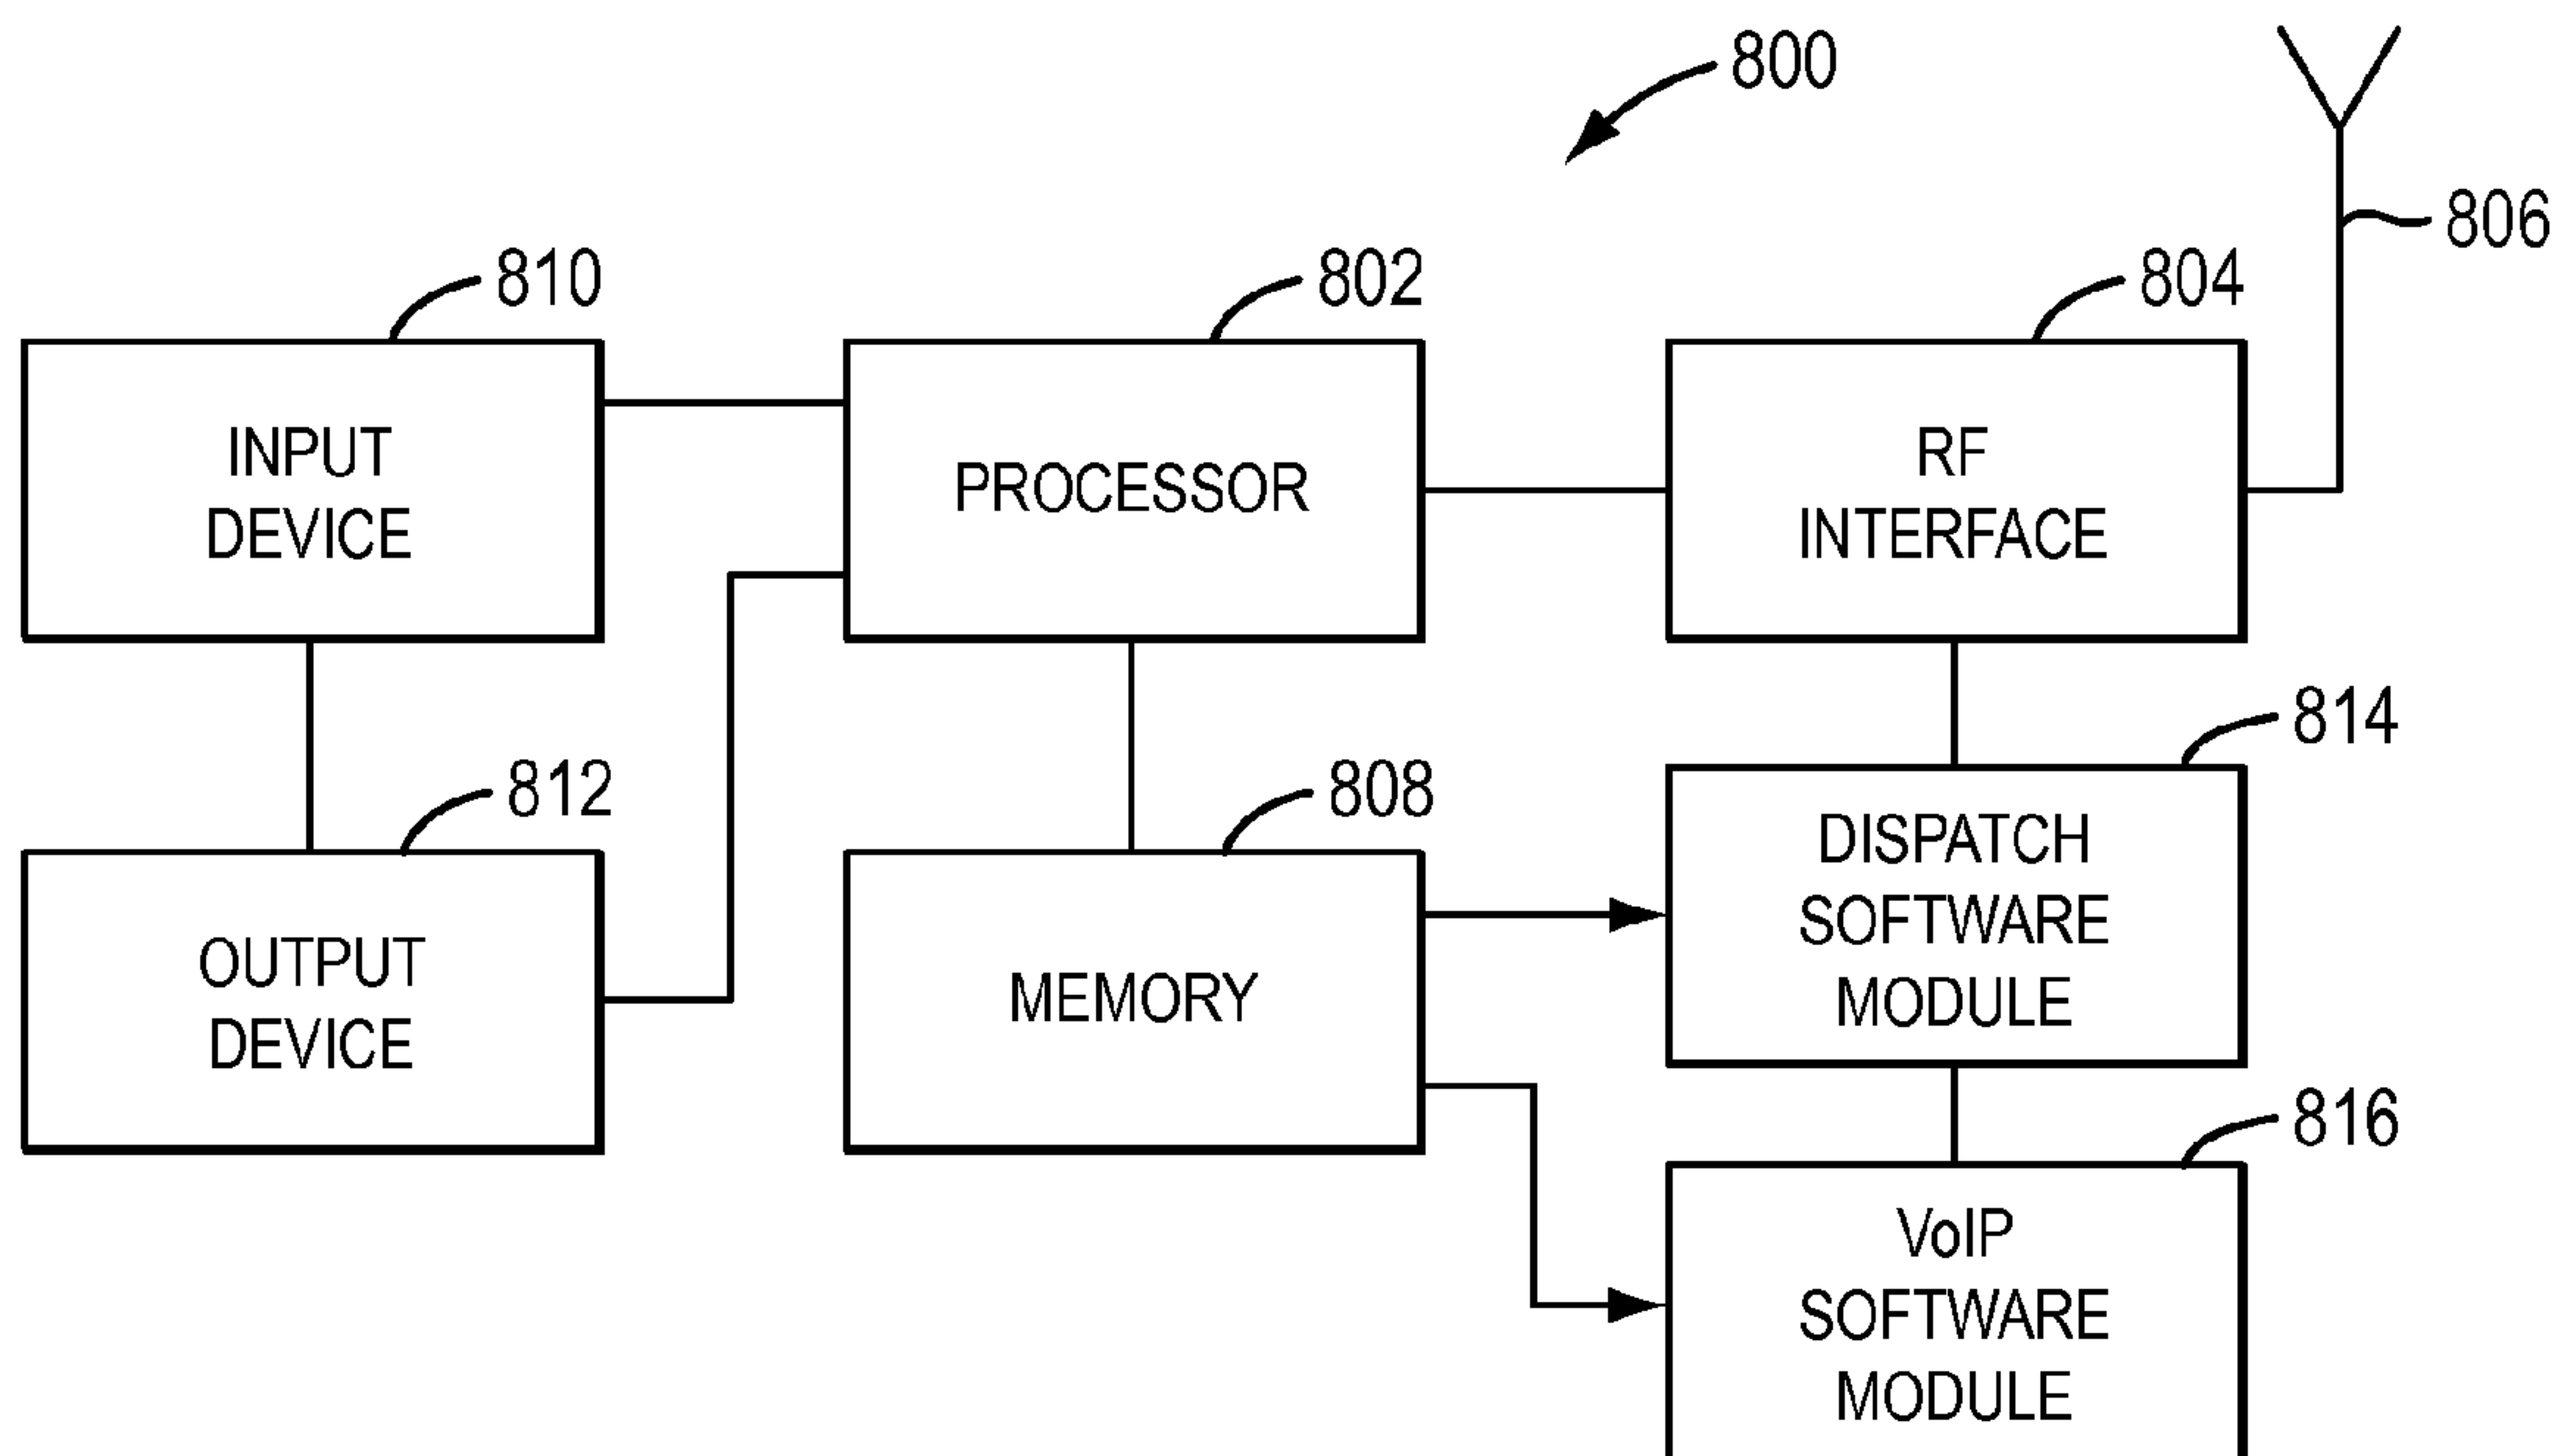 800
806
810
802
804
INPUT
DEVICE
PROCESSOR
RF
INTERFACE
812
808
814
OUTPUT
DEVICE
MEMORY
DISPATCH
SOFTWARE
MODULE
816
VoIP
SOFTWARE
MODULE